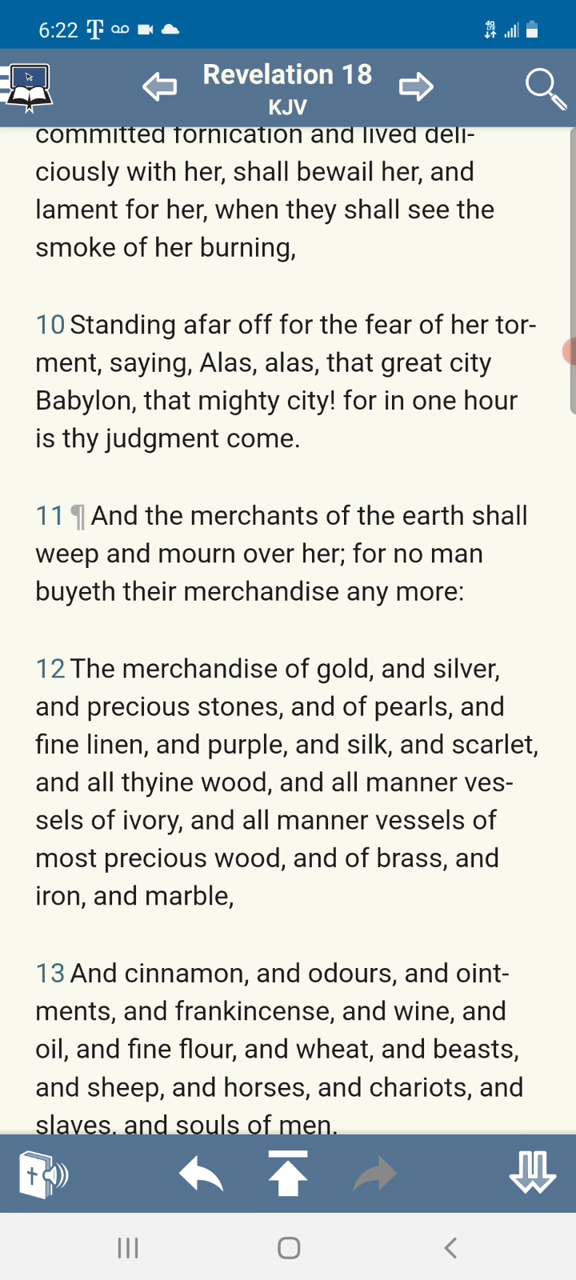 6:22
4G
Revelation 18
KJV
committed fornication and lived deli-
ciously with her, shall bewail her, and
lament for her, when they shall see the
smoke of her burning,
10 Standing afar off for the fear of her tor-
ment, saying, Alas, alas, that great city
Babylon, that mighty city! for in one hour
is thy judgment come.
11 ¶ And the merchants of the earth shall
weep and mourn over her; for no man
buyeth their merchandise any more:
12 The merchandise of gold, and silver,
and precious stones, and of pearls, and
fine linen, and purple, and silk, and scarlet,
and all thyine wood, and all manner ves-
sels of ivory, and all manner vessels of
most precious wood, and of brass, and
iron, and marble,
13 And cinnamon, and odours, and oint-
ments, and frankincense, and wine, and
oil, and fine flour, and wheat, and beasts,
and sheep, and horses, and chariots, and
slaves, and souls of men.